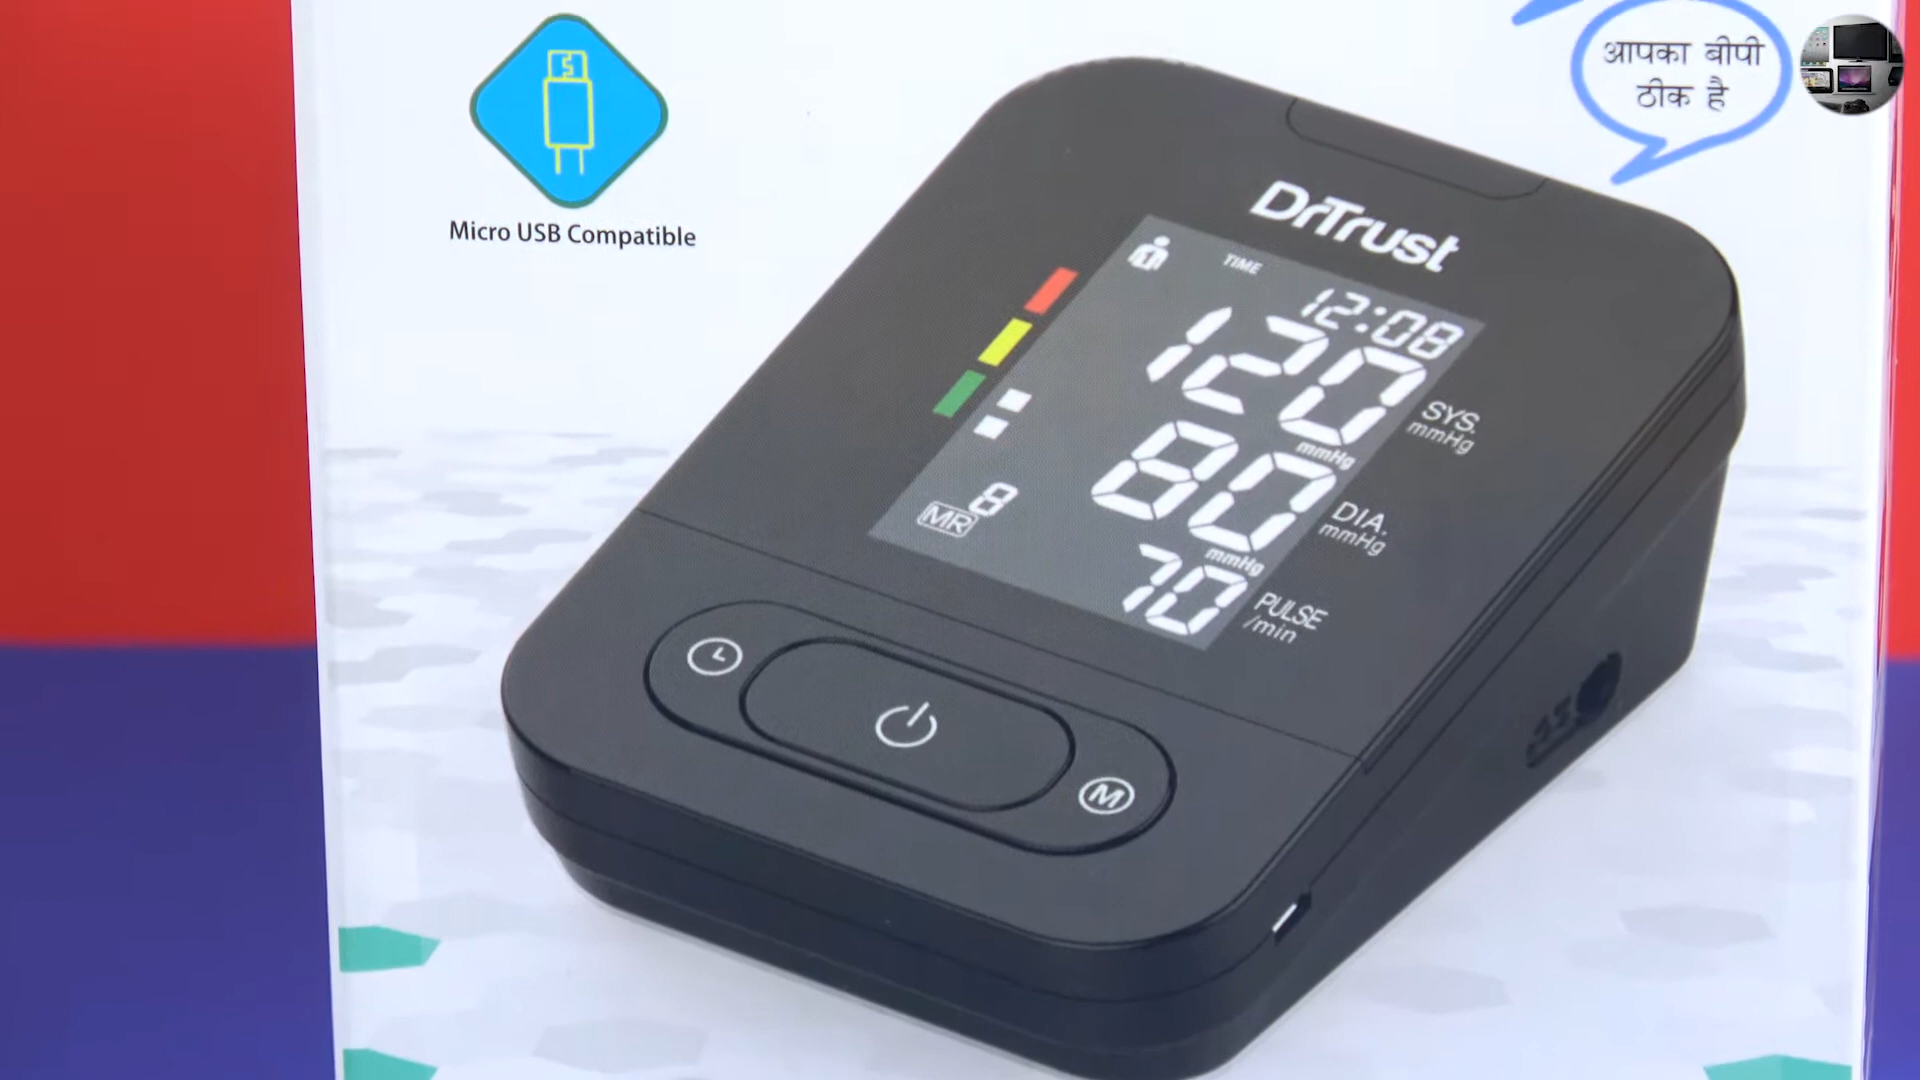 Micro USB Compatible
आपका बीपी
ठीक है
DrTrust
TIME
12:08
120
SYS.
mmHg
mmHg
80
DIA.
mmHg
mmHg
8
MR
70
PULSE
/min
M